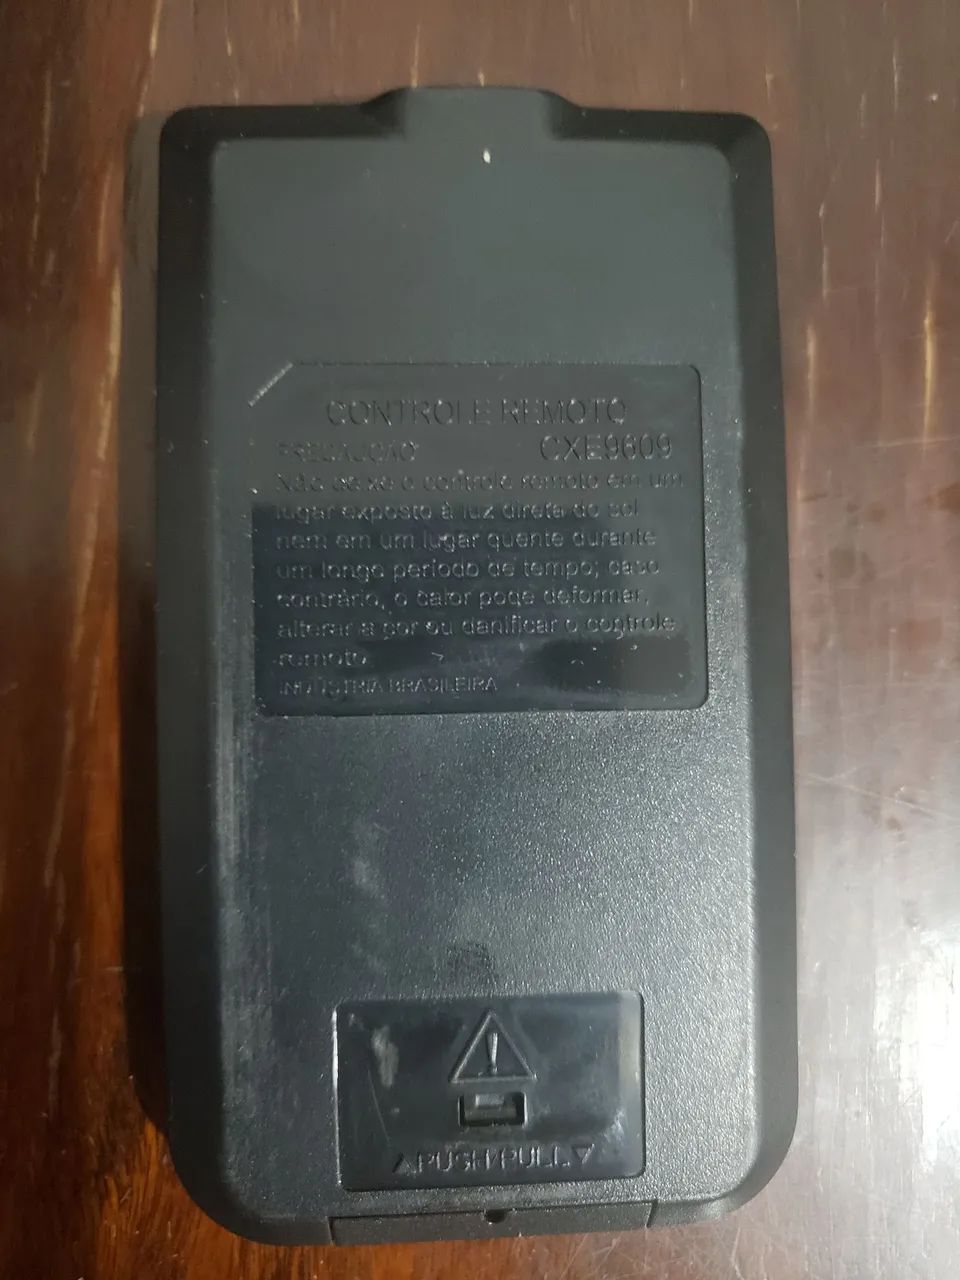 CONTROLE REMOTO
PRECAUÇÃO CXE9609
Não deixe o controle remoto em um
lugar exposto à luz direta do sol
nem em um lugar quente durante
um longo período de tempo; caso
contrário, o calor pode deformar,
alterar a cor ou danificar o controle
remoto.
INDÚSTRIA BRASILEIRA
PUSH/PULL